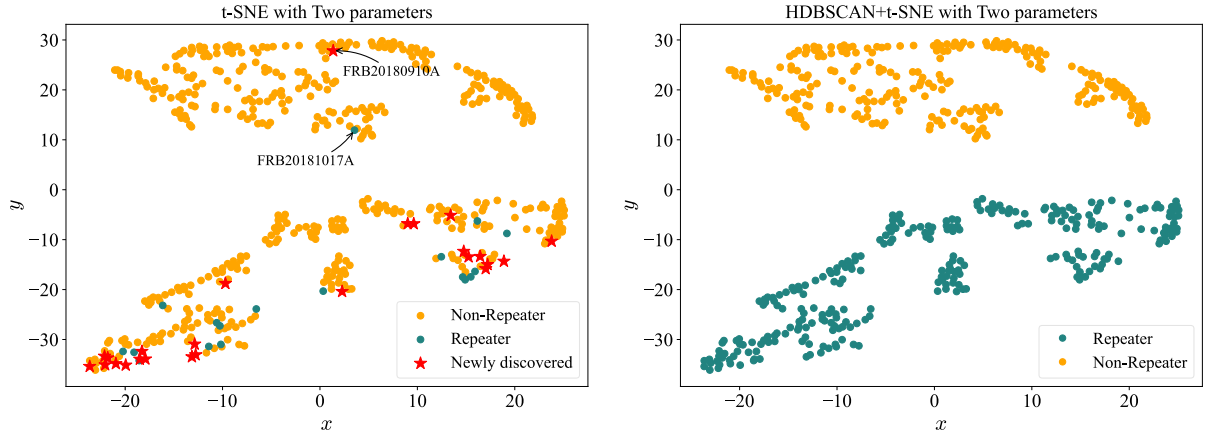 t-SNE with Two parameters
30
20
10
0
−10
−20
−30
y
−20
−10
0
10
20
x
FRB20180910A
FRB20181017A
Non-Repeater
Repeater
Newly discovered
HDBSCAN+t-SNE with Two parameters
30
20
10
0
−10
−20
−30
y
−20
−10
0
10
20
x
Repeater
Non-Repeater